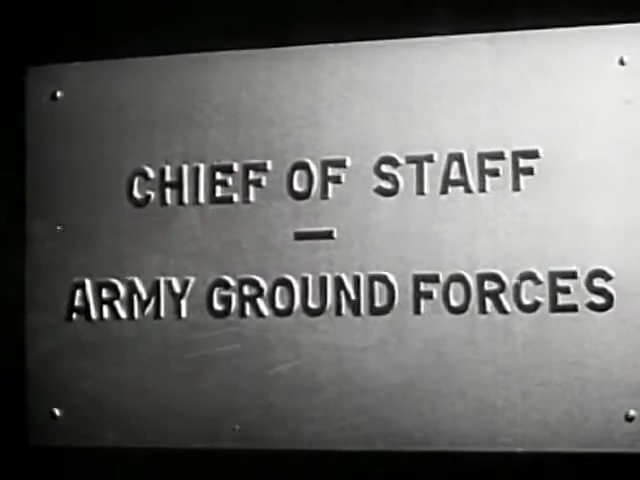 CHIEF OF STAFF
—
ARMY GROUND FORCES